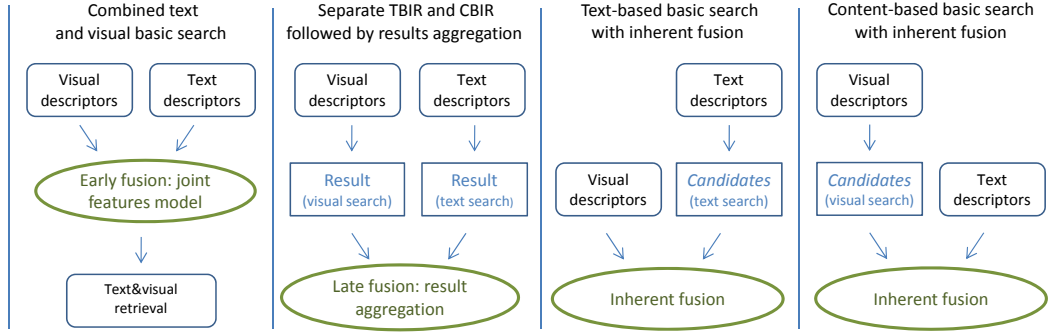 Combined text
and visual basic search
Visual
descriptors
Text
descriptors
Early fusion: joint
features model
Text&visual
retrieval
Separate TBIR and CBIR
followed by results aggregation
Visual
descriptors
Text
descriptors
Result
(visual search)
Result
(text search)
Late fusion: result
aggregation
Text-based basic search
with inherent fusion
Text
descriptors
Visual
descriptors
Candidates
(text search)
Inherent fusion
Content-based basic search
with inherent fusion
Visual
descriptors
Candidates
(visual search)
Text
descriptors
Inherent fusion